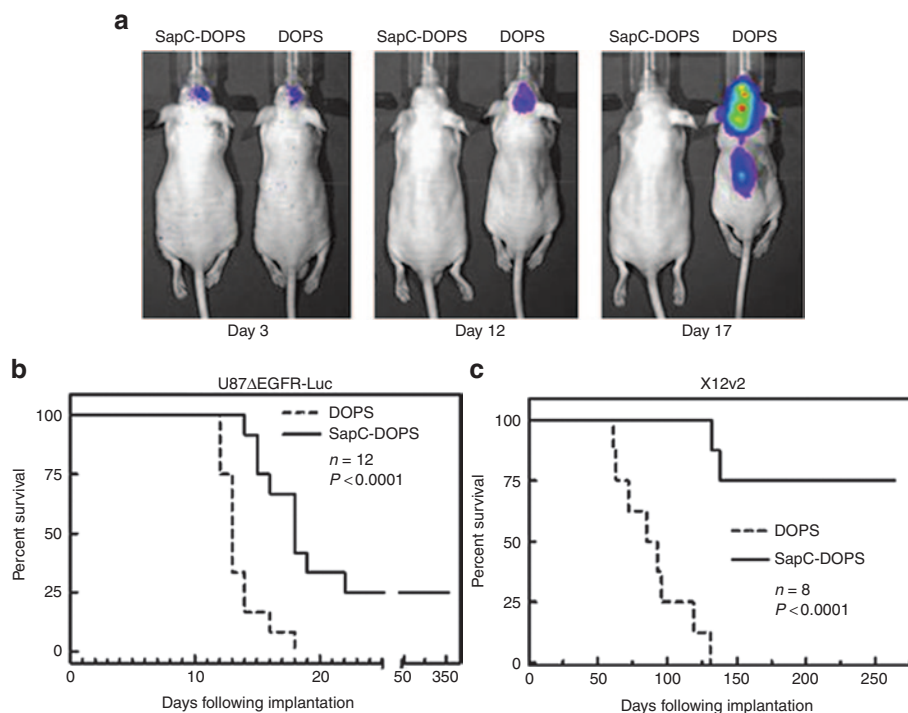 a
SapC-DOPS DOPS SapC-DOPS DOPS SapC-DOPS DOPS
Day 3 Day 12 Day 17
b
U87ΔEGFR-Luc
Percent survival
100
75
50
25
0
DOPS
SapC-DOPS
n = 12
P < 0.0001
0 10 20 50 350
Days following implantation
c
X12v2
Percent survival
100
75
50
25
0
DOPS
SapC-DOPS
n = 8
P < 0.0001
0 50 100 150 200 250
Days following implantation